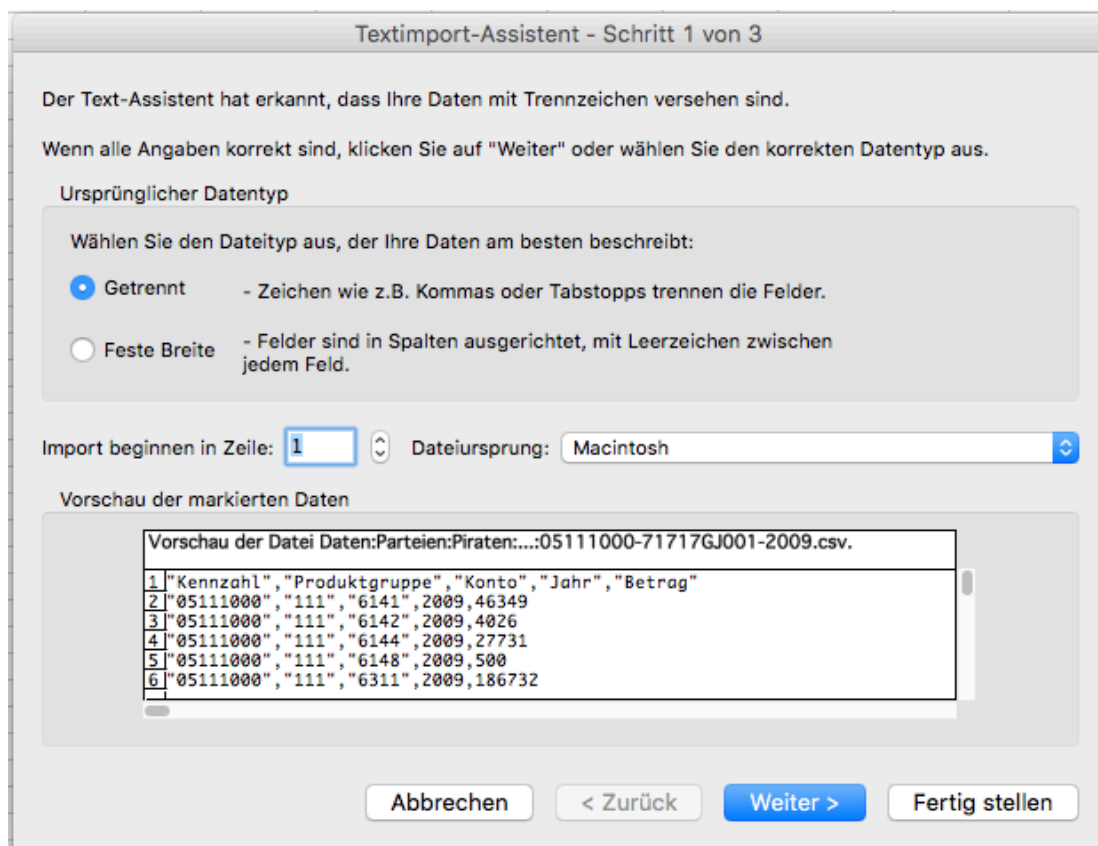 Textimport-Assistent - Schritt 1 von 3
Der Text-Assistent hat erkannt, dass Ihre Daten mit Trennzeichen versehen sind.
Wenn alle Angaben korrekt sind, klicken Sie auf "Weiter" oder wählen Sie den korrekten Datentyp aus.
Ursprünglicher Datentyp
Wählen Sie den Dateityp aus, der Ihre Daten am besten beschreibt:
Getrennt - Zeichen wie z.B. Kommas oder Tabstopps trennen die Felder.
Feste Breite - Felder sind in Spalten ausgerichtet, mit Leerzeichen zwischen
jedem Feld.
Import beginnen in Zeile: 1 Dateiursprung: Macintosh
Vorschau der markierten Daten
Vorschau der Datei Daten:Parteien:Piraten:...:05111000-71717GJ001-2009.csv.
1 "Kennzahl","Produktgruppe","Konto","Jahr","Betrag"
2 "05111000","111","6141",2009,46349
3 "05111000","111","6142",2009,4026
4 "05111000","111","6144",2009,27731
5 "05111000","111","6148",2009,500
6 "05111000","111","6311",2009,186732
Abbrechen < Zurück Weiter > Fertig stellen